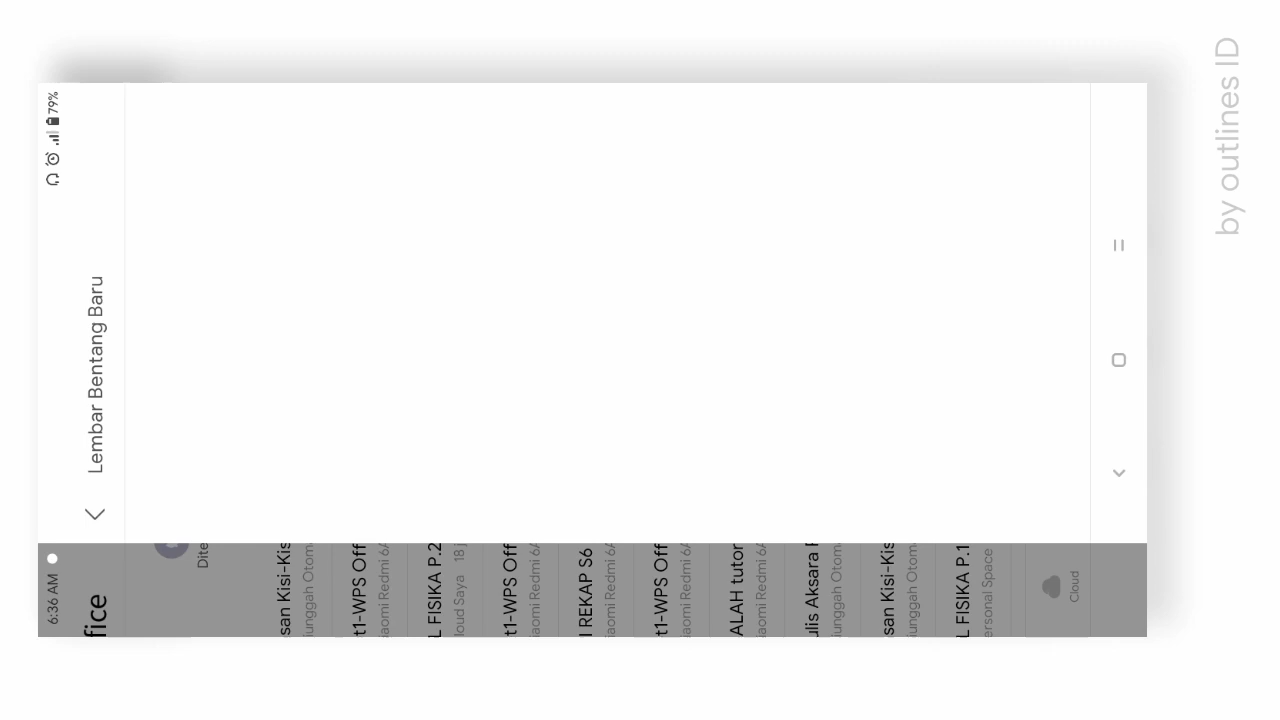 6:36 AM
79%
Lembar Bentang Baru
fice
Dite
san Kisi-Kis
unggah Otom
t1-WPS Off
iaomi Redmi 6A
L FISIKA P.2
loud Saya 18 j
t1-WPS Off
iaomi Redmi 6A
I REKAP S6
iaomi Redmi 6A
t1-WPS Off
iaomi Redmi 6A
ALAH tutor
iaomi Redmi 6A
ulis Aksara
unggah Otom
san Kisi-Kis
unggah Otom
L FISIKA P.1
ersonal Space
Cloud
by outlines ID